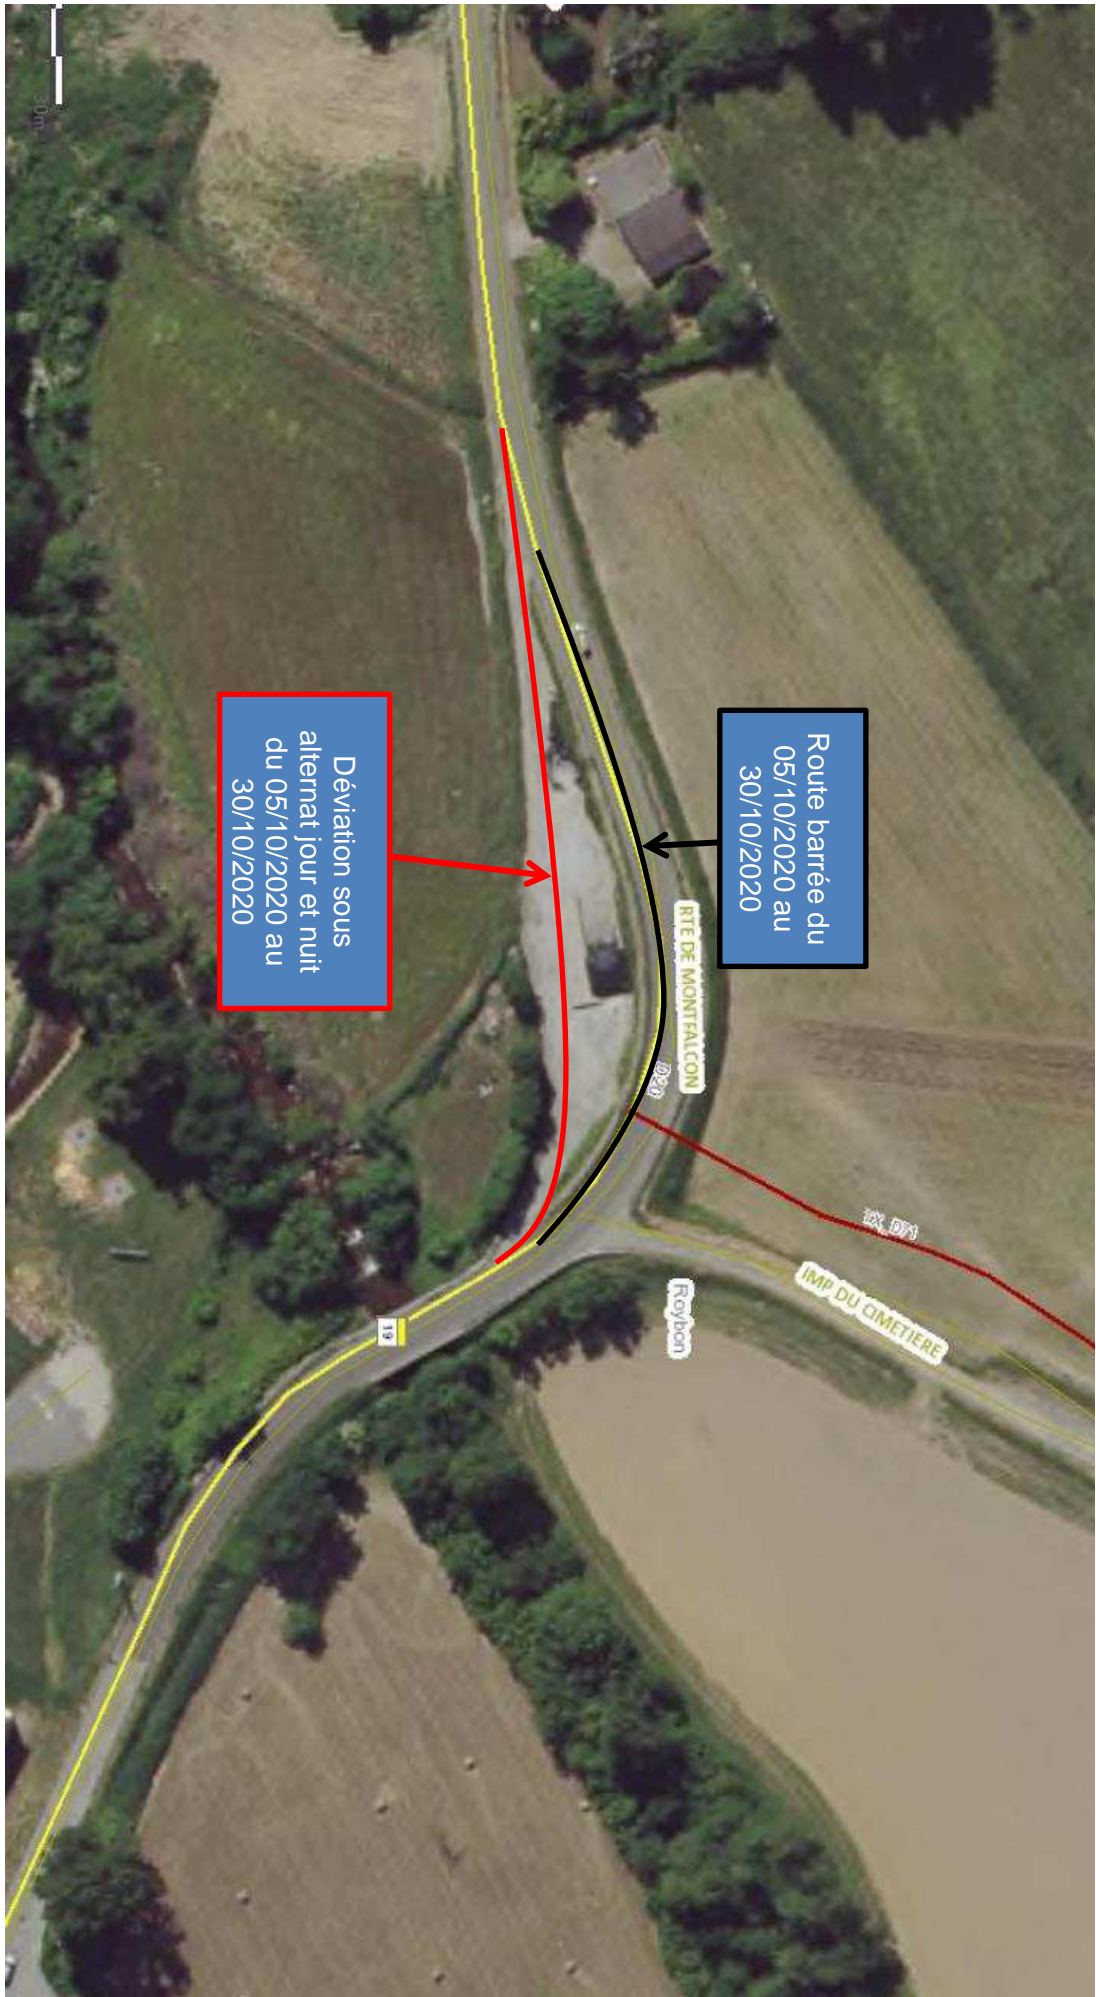 Route barrée du
05/10/2020 au
30/10/2020
RTE DE MONTFALCON
D20
TX_D71
IMP DU CIMETIERE
Roybon
19
Déviation sous
alternat jour et nuit
du 05/10/2020 au
30/10/2020